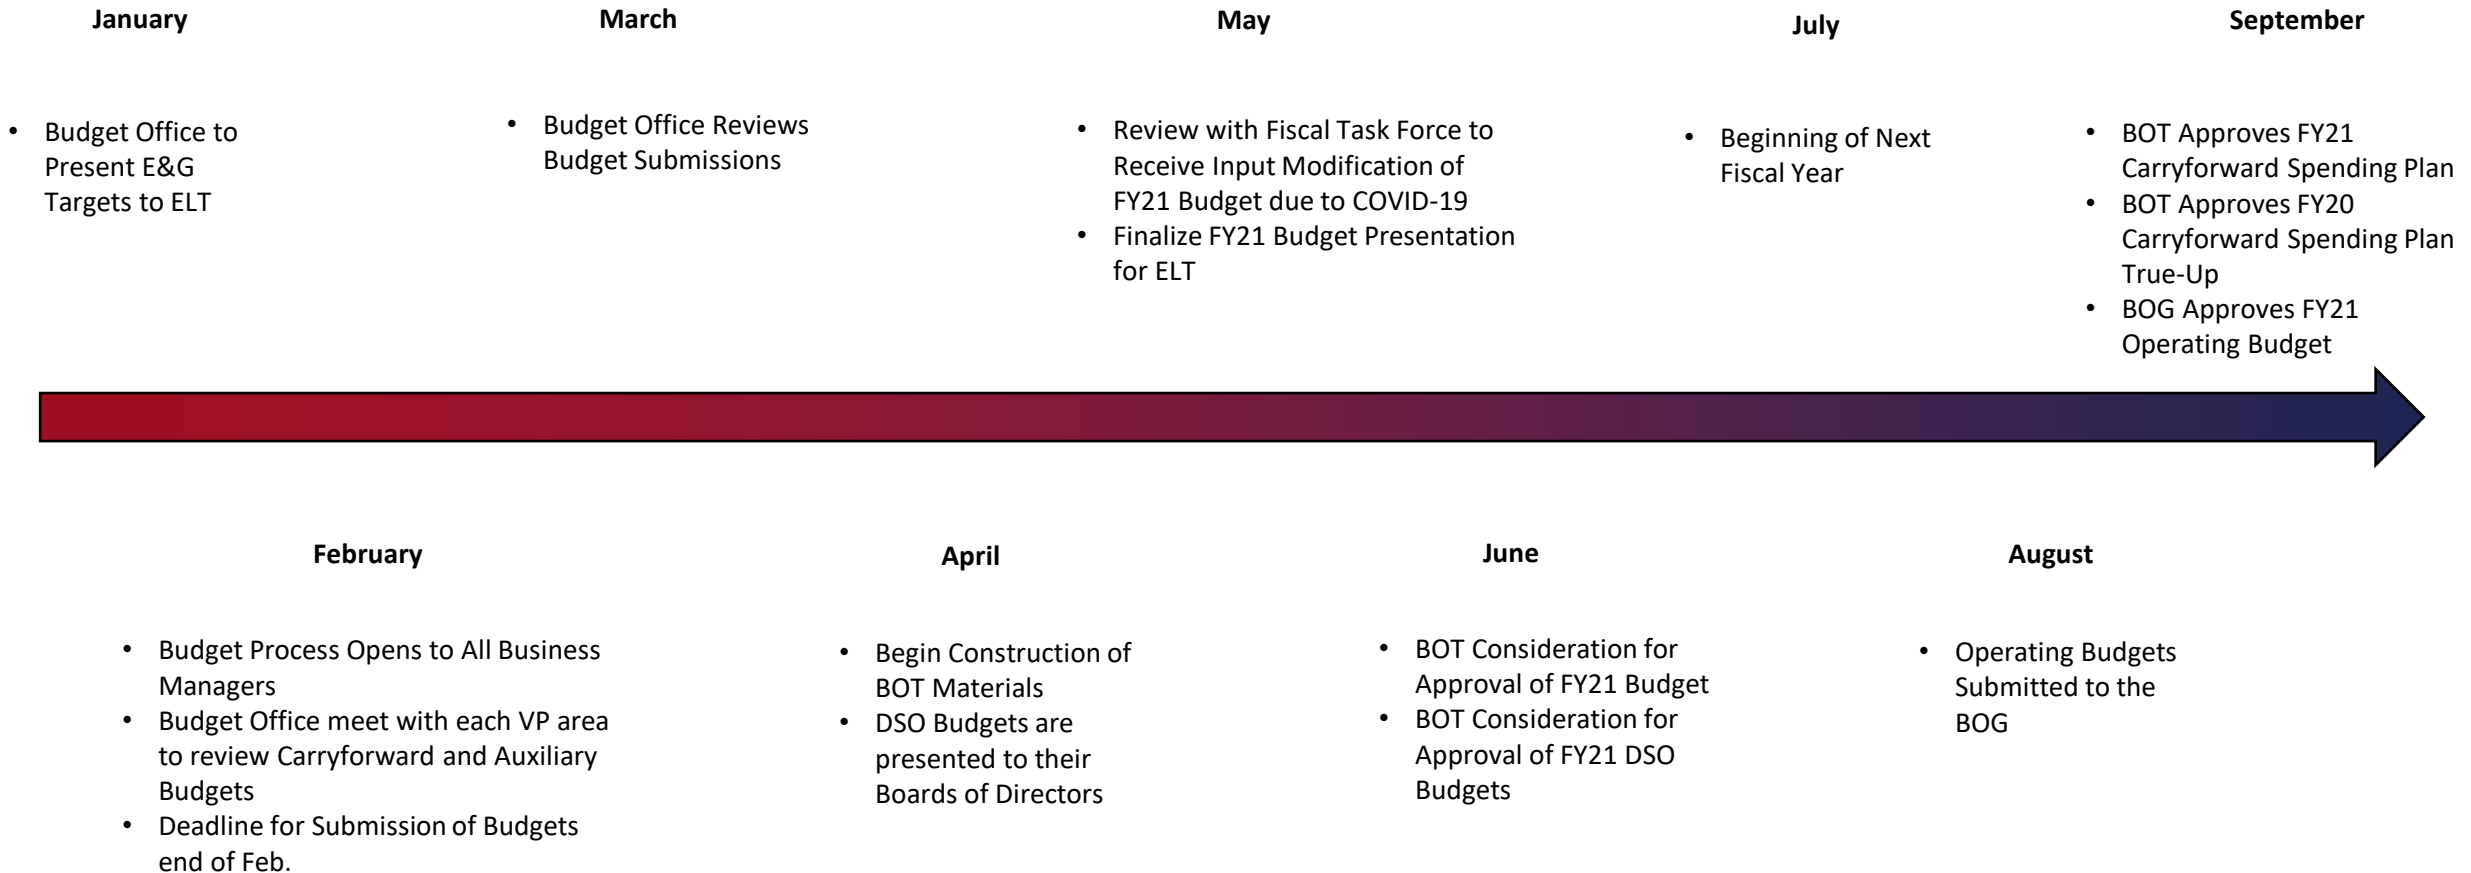 January
• Budget Office to
Present E&G
Targets to ELT
March
• Budget Office Reviews
Budget Submissions
May
• Review with Fiscal Task Force to
Receive Input Modification of
FY21 Budget due to COVID-19
• Finalize FY21 Budget Presentation
for ELT
July
• Beginning of Next
Fiscal Year
September
• BOT Approves FY21
Carryforward Spending Plan
• BOT Approves FY20
Carryforward Spending Plan
True-Up
• BOG Approves FY21
Operating Budget
February
• Budget Process Opens to All Business
Managers
• Budget Office meet with each VP area
to review Carryforward and Auxiliary
Budgets
• Deadline for Submission of Budgets
end of Feb.
April
• Begin Construction of
BOT Materials
• DSO Budgets are
presented to their
Boards of Directors
June
• BOT Consideration for
Approval of FY21 Budget
• BOT Consideration for
Approval of FY21 DSO
Budgets
August
• Operating Budgets
Submitted to the
BOG